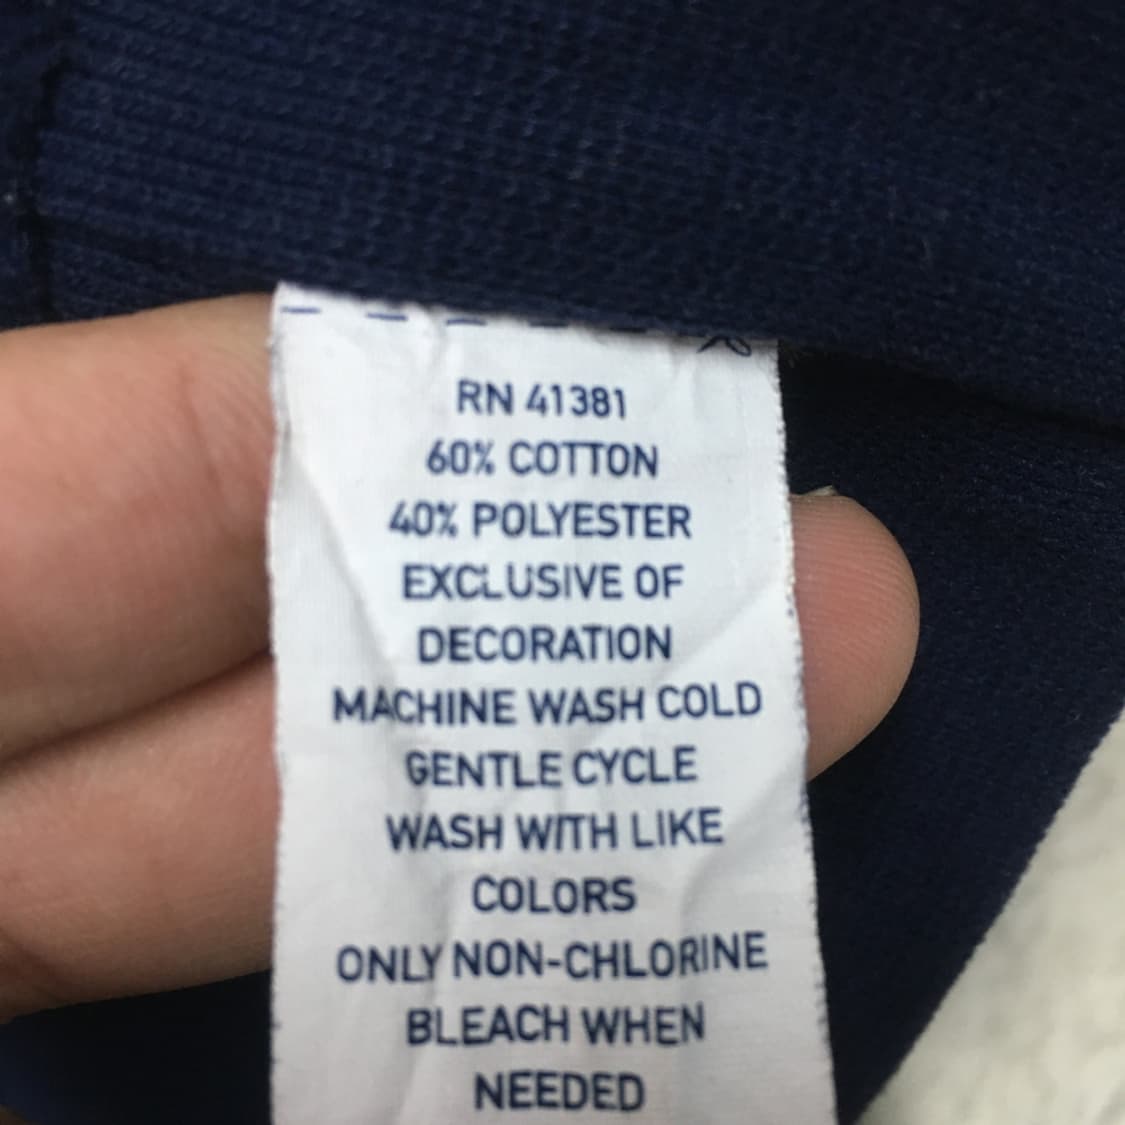 RN 41381
60% COTTON
40% POLYESTER
EXCLUSIVE OF
DECORATION
MACHINE WASH COLD
GENTLE CYCLE
WASH WITH LIKE
COLORS
ONLY NON-CHLORINE
BLEACH WHEN
NEEDED